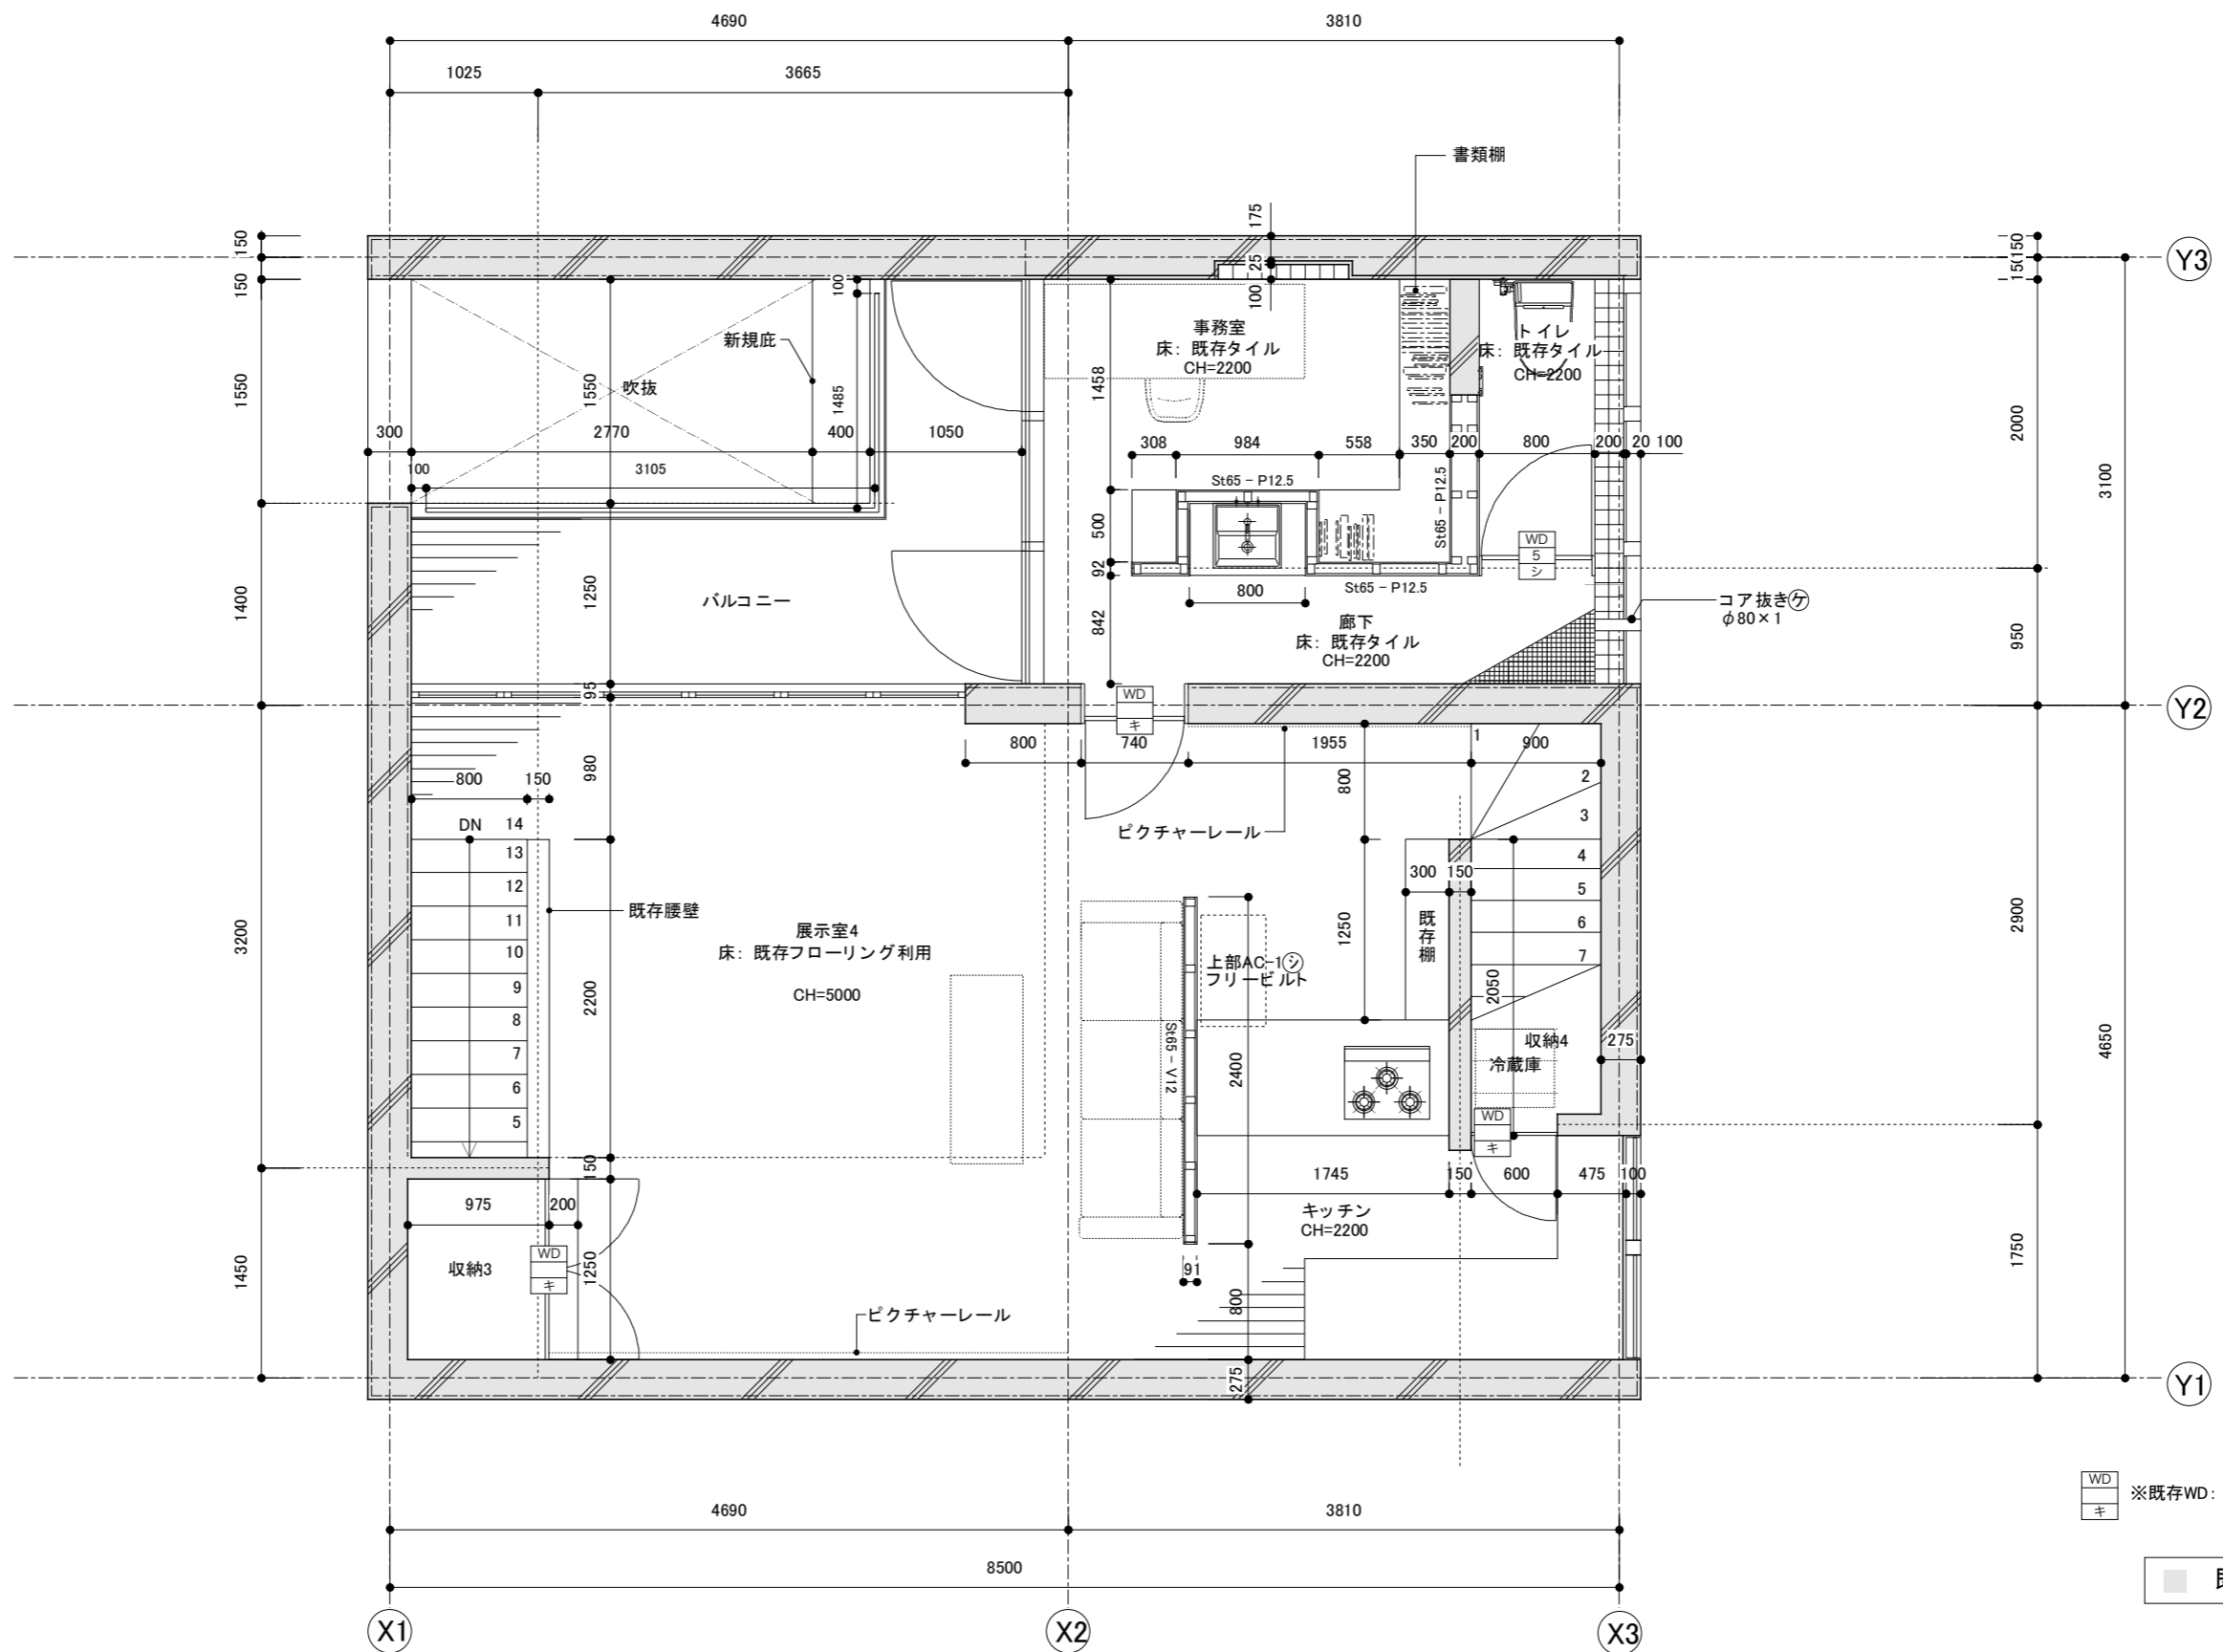 4690
3810
1025
3665
書類棚
150
150
175
25
100
150
150
Y3
100
新規庇
事務室
床: 既存タイル
CH=2200
トイレ
床: 既存タイル
CH=2200
1550
1550
吹抜
1485
1458
2000
3100
300
2770
400
1050
308
984
558
350
200
800
200
20
100
100
3105
St65 - P12.5
St65 - P12.5
500
WD
5
シ
92
800
St65 - P12.5
1400
1250
バルコニー
842
廊下
床: 既存タイル
CH=2200
コア抜きケ
φ80×1
950
95
WD
キ
Y2
800
740
1955
1
900
980
800
150
800
2
ピクチャーレール
3
DN
14
13
4
12
300
150
5
既存腰壁
11
6
10
7
9
8
7
6
5
3200
2200
展示室4
床: 既存フローリング利用
CH=5000
1250
既存棚
2900
上部AC-1シ
フリービルト
2050
St65 - V12
2400
収納4
冷蔵庫
275
4650
WD
キ
150
1745
150
600
475
100
975
200
キッチン
CH=2200
収納3
WD
キ
1250
1450
91
800
1750
ピクチャーレール
275
Y1
WD
キ
※既存WD:
4690
3810
8500
X1
X2
X3